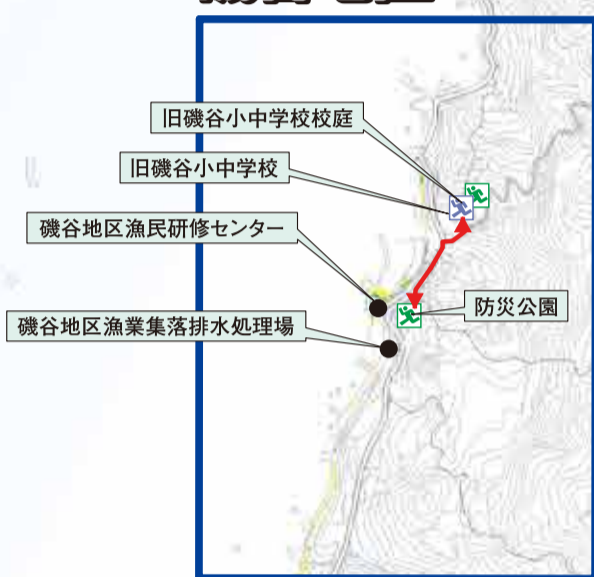 旧磯谷小中学校校庭
旧磯谷小中学校
磯谷地区漁民研修センター
防災公園
磯谷地区漁業集落排水処理場